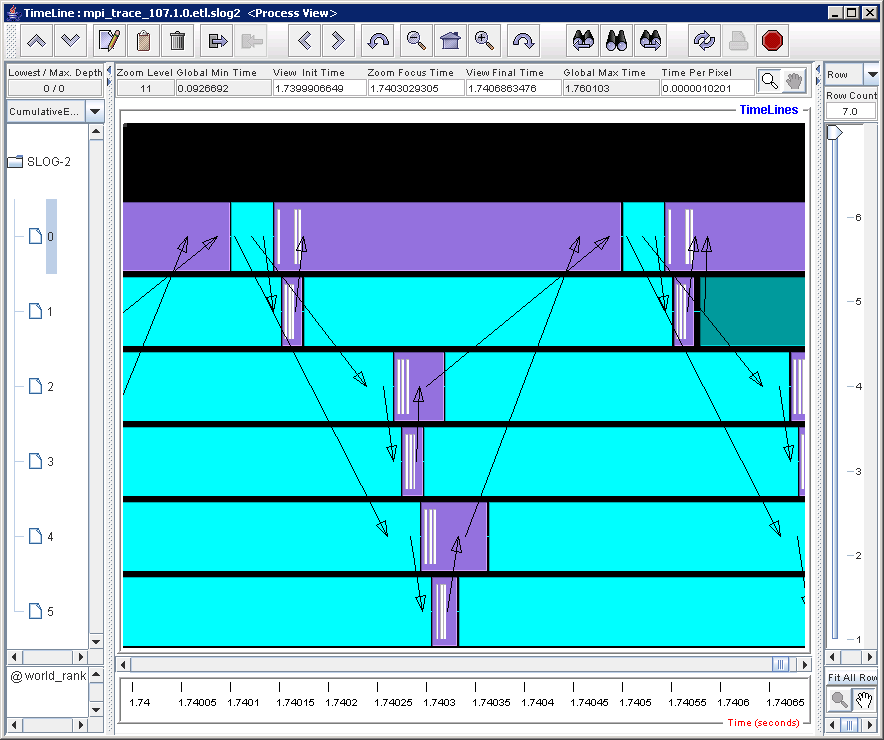 TimeLine : mpi_trace_107.1.0.etl.slog2 <Process View>
Lowest / Max. Depth Zoom Level Global Min Time View Init Time Zoom Focus Time View Final Time Global Max Time Time Per Pixel Row
0 / 0 11 0.0926692 1.7399906649 1.7403029305 1.7406863476 1.760103 0.0000010201 Row Count
CumulativeE... 7.0
TimeLines
SLOG-2
0
1
2
3
4
5
6
5
4
3
2
1
@ world_rank
Fit All Row
1.74 1.74005 1.7401 1.74015 1.7402 1.74025 1.7403 1.74035 1.7404 1.74045 1.7405 1.74055 1.7406 1.74065
Time (seconds)